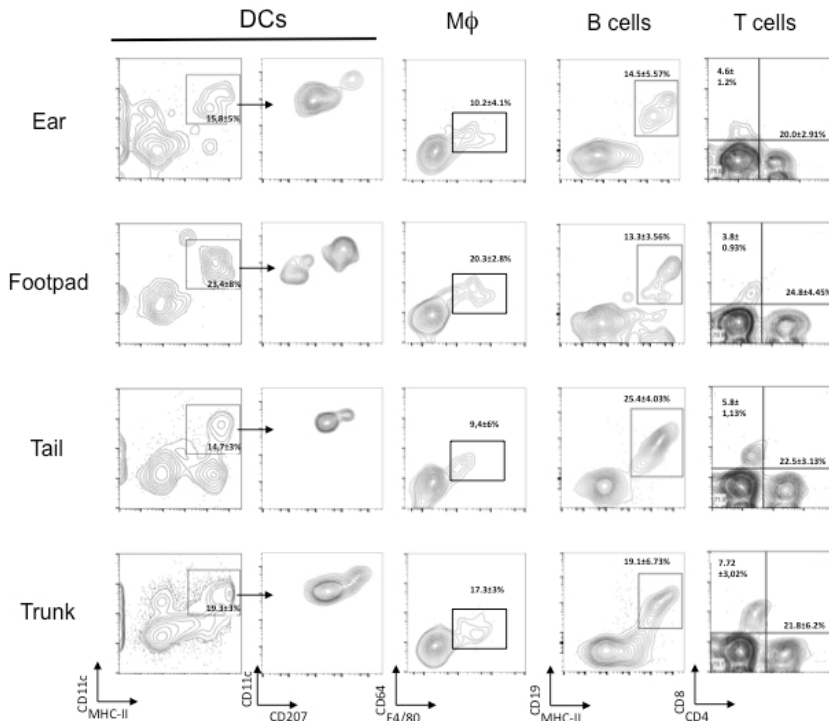 DCs Mϕ B cells T cells
Ear
15,8±5%
10.2±4.1%
14.5±5.57%
4.6±
1.2%
20.0±2.91%
Footpad
23,4±8%
20.3±2.8%
13.3±3.56%
3.8±
0.93%
24.8±4.45%
Tail
14,7±3%
9,4±6%
25.4±4.03%
5.8±
1,13%
22.5±3.13%
Trunk
19.3±3%
17.3±3%
19.1±6.73%
7.72
±3,02%
21.8±6.2%
CD11c
MHC-II
CD11c
CD207
CD64
F4/80
CD19
MHC-II
CD8
CD4